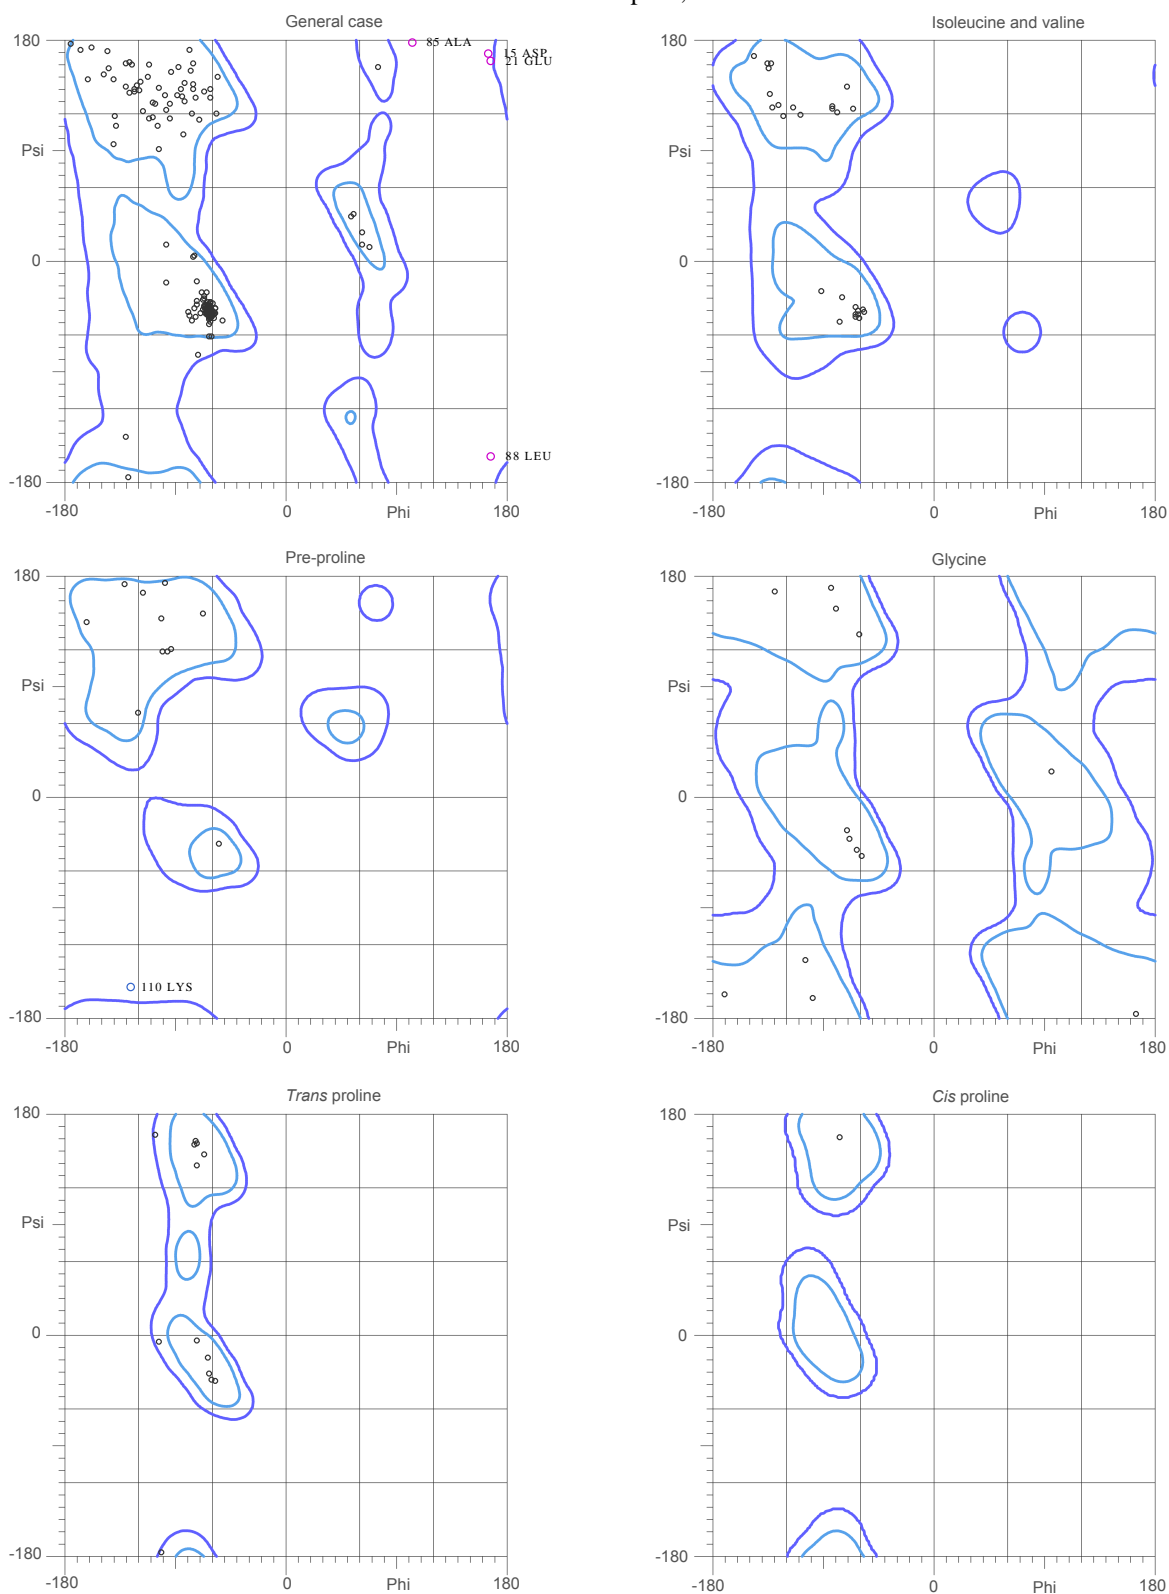 General case
Isoleucine and valine
180
85 ALA
15 ASP
21 GLU
Psi
0
88 LEU
-180
-180
0
Phi
180
180
Psi
0
-180
-180
0
Phi
180
Pre-proline
Glycine
180
Psi
0
110 LYS
-180
-180
0
Phi
180
180
Psi
0
-180
-180
0
Phi
180
Trans proline
Cis proline
180
Psi
0
-180
-180
0
Phi
180
180
Psi
0
-180
-180
0
Phi
180